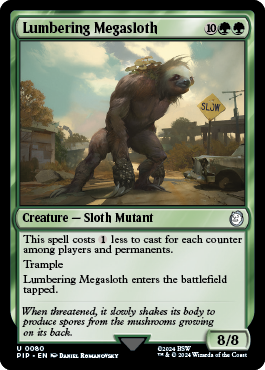 Lumbering Megasloth 10
SLOW
Creature — Sloth Mutant
This spell costs 1 less to cast for each counter
among players and permanents.
Trample
Lumbering Megasloth enters the battlefield
tapped.
When threatened, it slowly shakes its body to
produce spores from the mushrooms growing
on its back.
8/8
U 0080
PIP • EN DANIEL ROMANOVSKY
©2024 BSW
™ & © 2024 Wizards of the Coast